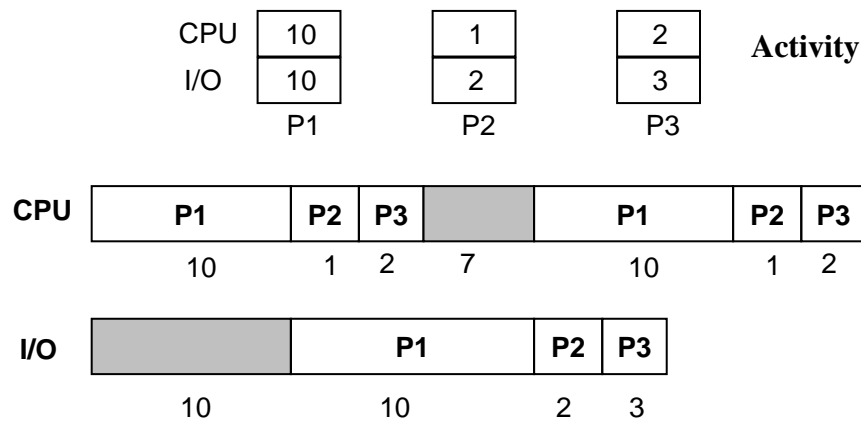 CPU 10 1 2 Activity
I/O 10 2 3
P1 P2 P3
CPU P1 P2 P3 P1 P2 P3
10 1 2 7 10 1 2
I/O P1 P2 P3
10 10 2 3